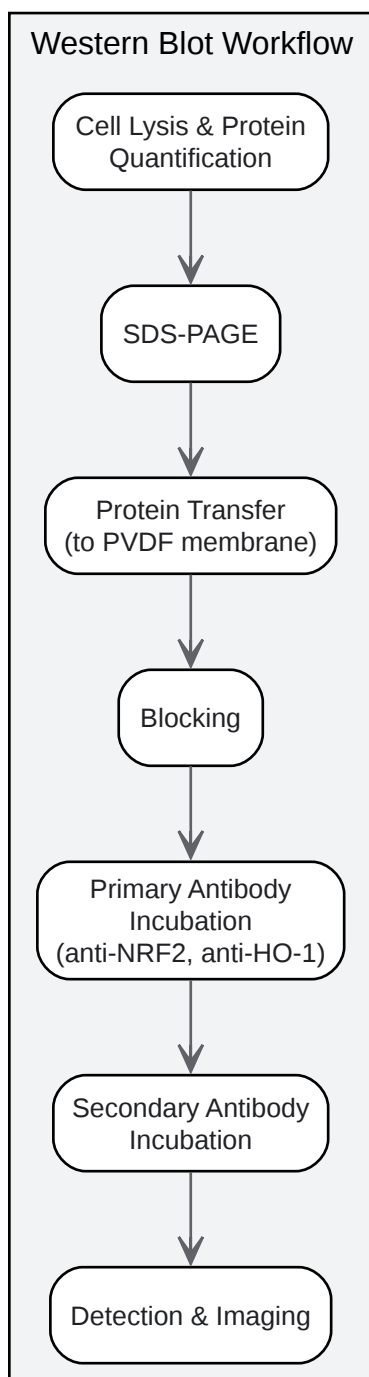 Western Blot Workflow
Cell Lysis & Protein
Quantification
SDS-PAGE
Protein Transfer
(to PVDF membrane)
Blocking
Primary Antibody
Incubation
(anti-NRF2, anti-HO-1)
Secondary Antibody
Incubation
Detection & Imaging